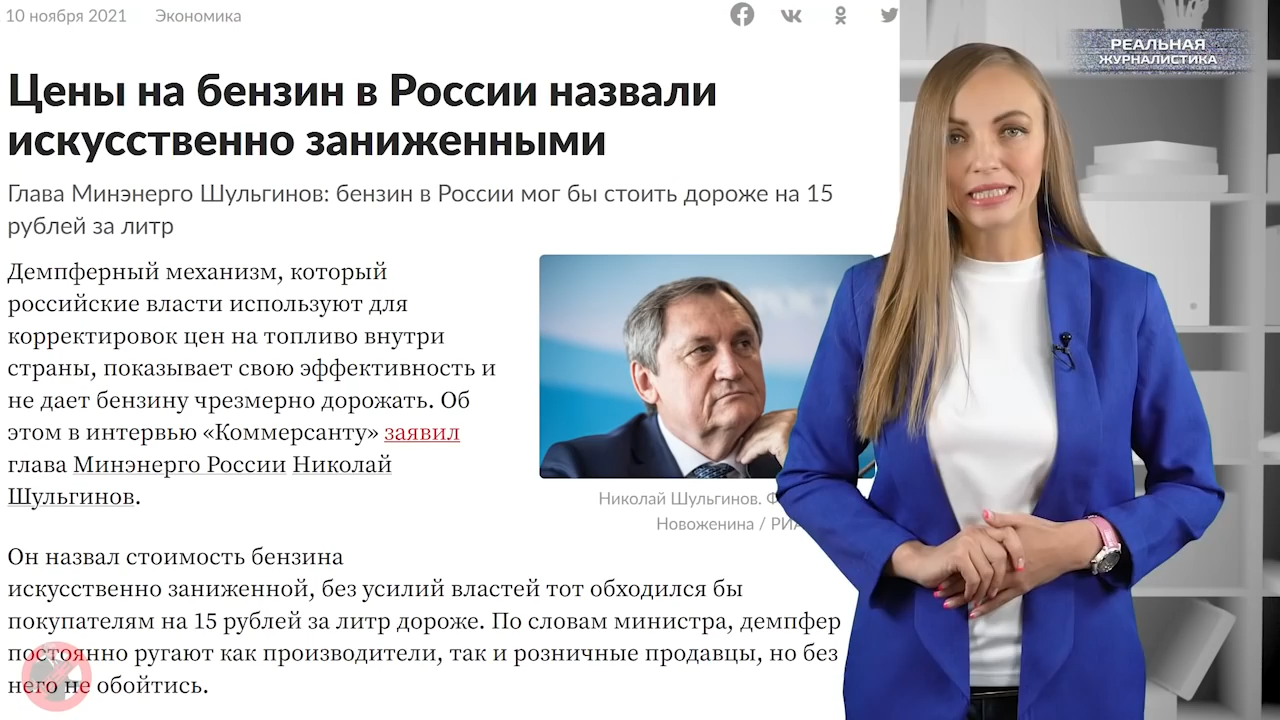 10 ноября 2021 Экономика
РЕАЛЬНАЯ
ЖУРНАЛИСТИКА
Цены на бензин в России назвали
искусственно заниженными
Глава Минэнерго Шульгинов: бензин в России мог бы стоить дороже на 15
рублей за литр
Демпферный механизм, который
российские власти используют для
корректировок цен на топливо внутри
страны, показывает свою эффективность и
не дает бензину чрезмерно дорожать. Об
этом в интервью «Коммерсанту» заявил
глава Минэнерго России Николай
Шульгинов.
Николай Шульгинов.
Новоженина / РИА
Он назвал стоимость бензина
искусственно заниженной, без усилий властей тот обходился бы
покупателям на 15 рублей за литр дороже. По словам министра, демпфер
постоянно ругают как производители, так и розничные продавцы, но без
него не обойтись.